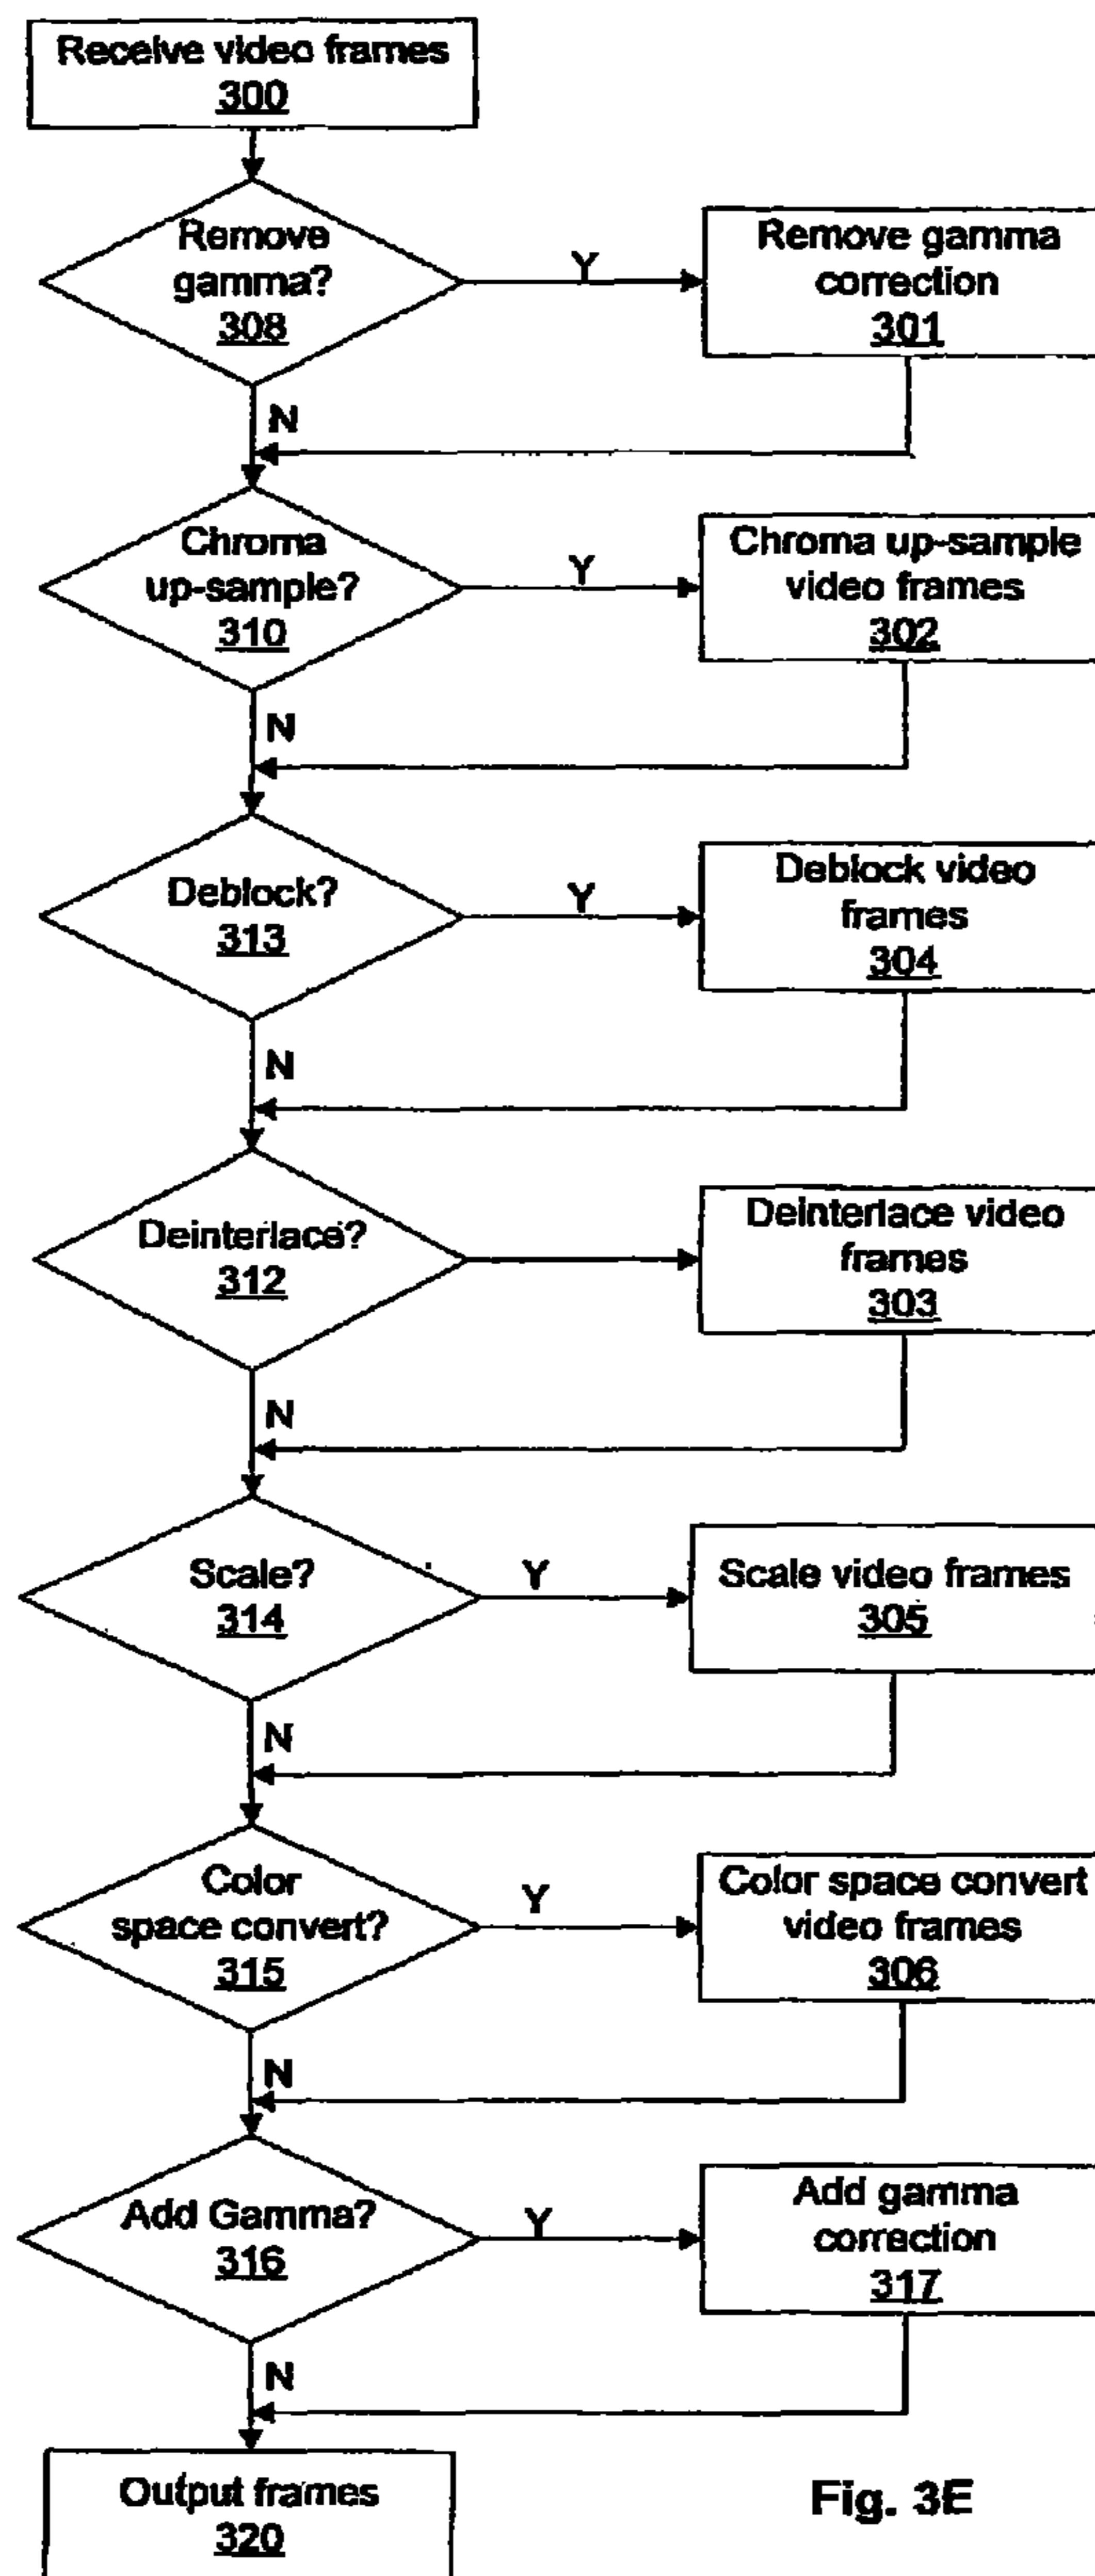 Receive video frames
300
Remove
gamma?
308
Y
Remove gamma
correction
301
N
Chroma
up-sample?
310
Y
Chroma up-sample
video frames
302
N
Deblock?
313
Y
Deblock video
frames
304
N
Deinterlace?
312
Deinterlace video
frames
303
N
Scale?
314
Y
Scale video frames
305
N
Color
space convert?
315
Y
Color space convert
video frames
306
N
Add Gamma?
316
Y
Add gamma
correction
317
N
Output frames
320
Fig. 3E